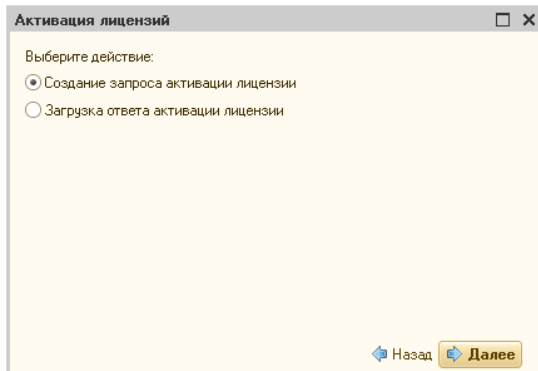 Активация лицензий
Выберите действие:
Создание запроса активации лицензии
Загрузка ответа активации лицензии
Назад Далее